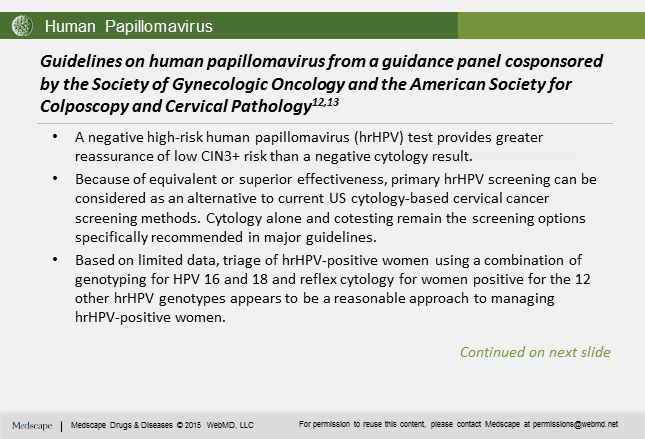 Human Papillomavirus
Guidelines on human papillomavirus from a guidance panel cosponsored
by the Society of Gynecologic Oncology and the American Society for
Colposcopy and Cervical Pathology12,13
• A negative high-risk human papillomavirus (hrHPV) test provides greater
reassurance of low CIN3+ risk than a negative cytology result.
• Because of equivalent or superior effectiveness, primary hrHPV screening can be
considered as an alternative to current US cytology-based cervical cancer
screening methods. Cytology alone and cotesting remain the screening options
specifically recommended in major guidelines.
• Based on limited data, triage of hrHPV-positive women using a combination of
genotyping for HPV 16 and 18 and reflex cytology for women positive for the 12
other hrHPV genotypes appears to be a reasonable approach to managing
hrHPV-positive women.
Continued on next slide
Medscape | Medscape Drugs & Diseases © 2015 WebMD, LLC For permission to reuse this content, please contact Medscape at permissions@webmd.net